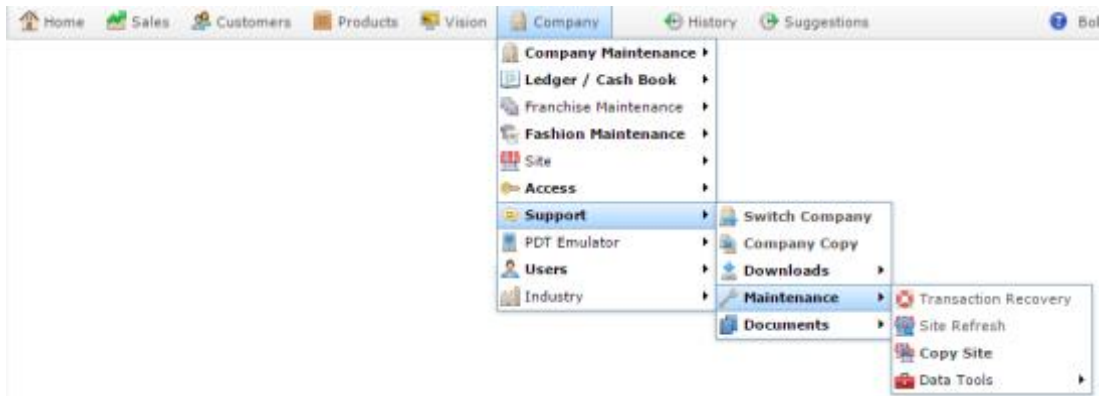 Home Sales Customers Products Vision Company History Suggestions
Company Maintenance
Ledger / Cash Book
Franchise Maintenance
Fashion Maintenance
Site
Access
Support
PDT Emulator
Users
Industry
Switch Company
Company Copy
Downloads
Maintenance
Documents
Transaction Recovery
Site Refresh
Copy Site
Data Tools